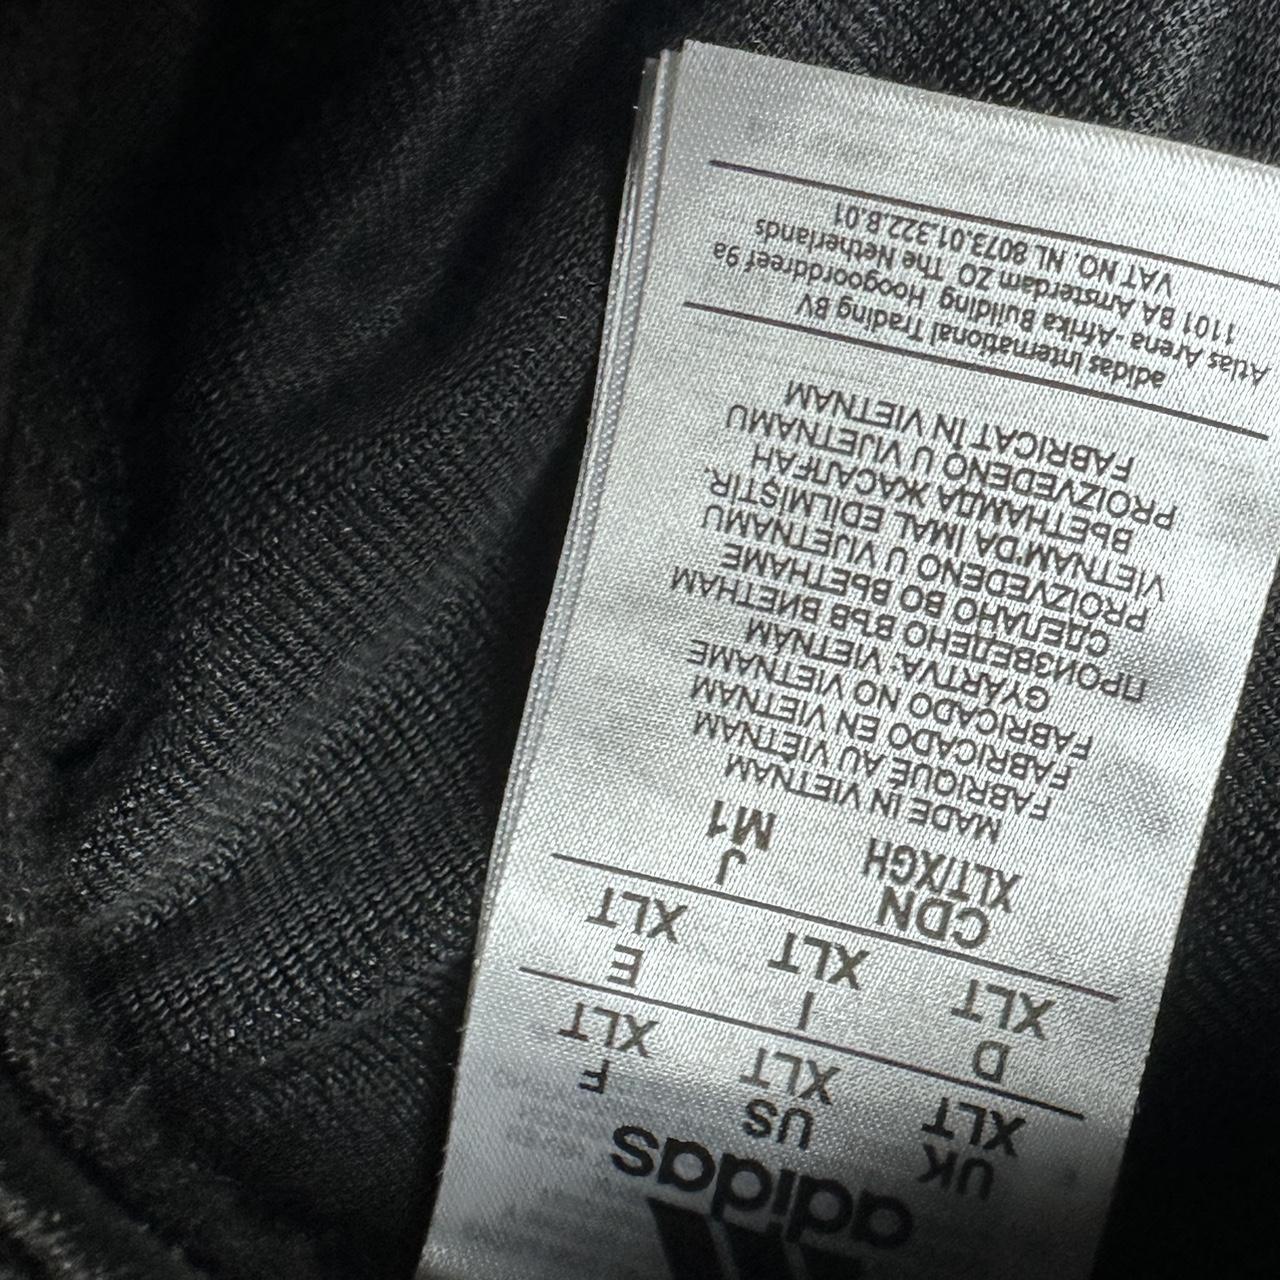 adidas
UK US F
XLT XLT XLT
D I E
XLT XLT XLT
CDN J
XLT/XGH M1
MADE IN VIETNAM
FABRIQUÉ AU VIÊTNAM
FABRICADO EN VIETNAM
FABRICADO NO VIETNAME
GYÁRTVA: VIETNÁM
ПРОИЗВЕДЕНО ВЪВ ВИЕТНАМ
СДЕЛАНО ВО ВЬЕТНАМЕ
PROIZVEDENO U VIJETNAMU
VIETNAM'DA İMAL EDİLMİŞTİR.
ВЬЕТНАМДА ЖАСАЛҒАН
PROIZVEDENO U VIJETNAMU
FABRICAT ÎN VIETNAM
adidas International Trading BV
Atlas Arena - Afrika Building Hoogoorddreef 9a
1101 BA Amsterdam ZO The Netherlands
VAT NO. NL 8073.01.322.B.01